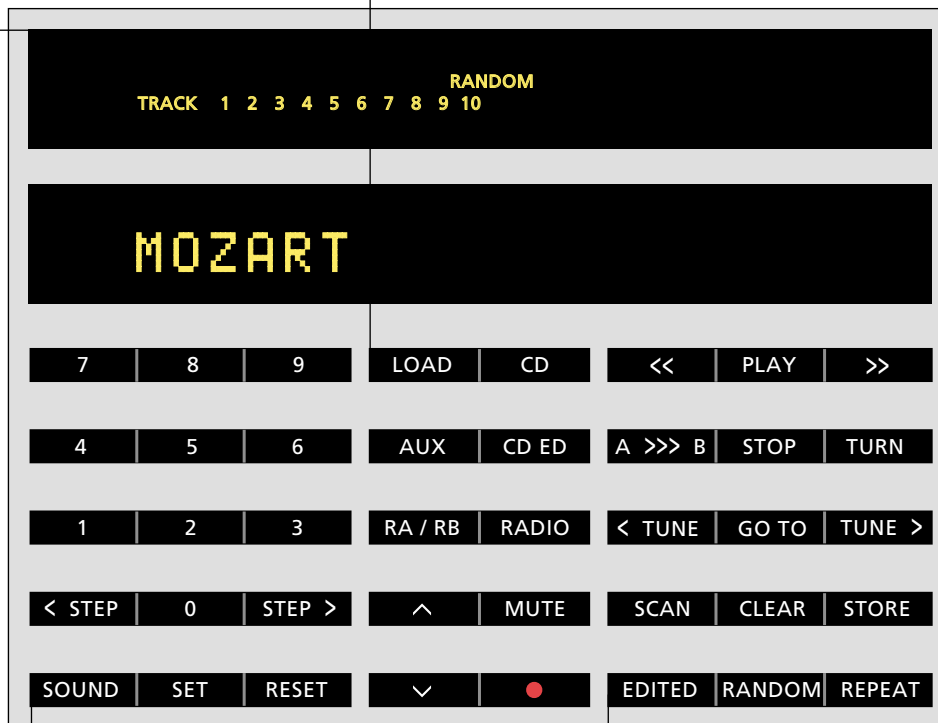 RANDOM
TRACK 1 2 3 4 5 6 7 8 9 10
MOZART
7 8 9 LOAD CD << PLAY >>
4 5 6 AUX CD ED A >>> B STOP TURN
1 2 3 RA / RB RADIO < TUNE GO TO TUNE >
< STEP 0 STEP > MUTE SCAN CLEAR STORE
SOUND SET RESET EDITED RANDOM REPEAT